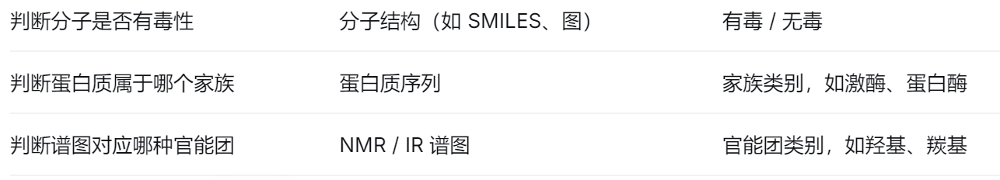 判断分子是否有毒性 分子结构（如 SMILES、图） 有毒 / 无毒
判断蛋白质属于哪个家族 蛋白质序列 家族类别，如激酶、蛋白酶
判断谱图对应哪种官能团 NMR / IR 谱图 官能团类别，如羟基、羰基